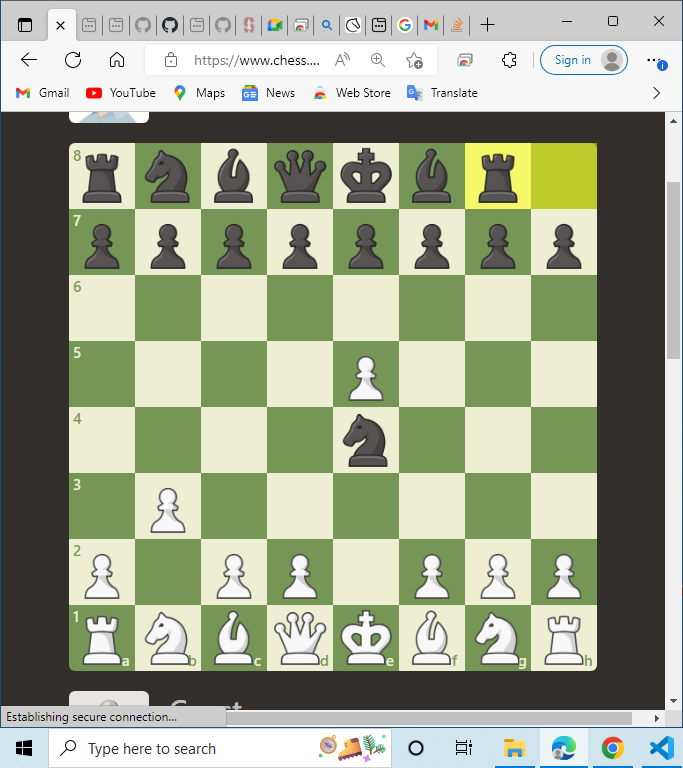 https://www.chess....
Sign in
Gmail
YouTube
Maps
News
Web Store
Translate
8
7
6
5
4
3
2
1
a
b
c
d
e
f
g
h
Establishing secure connection...
Type here to search